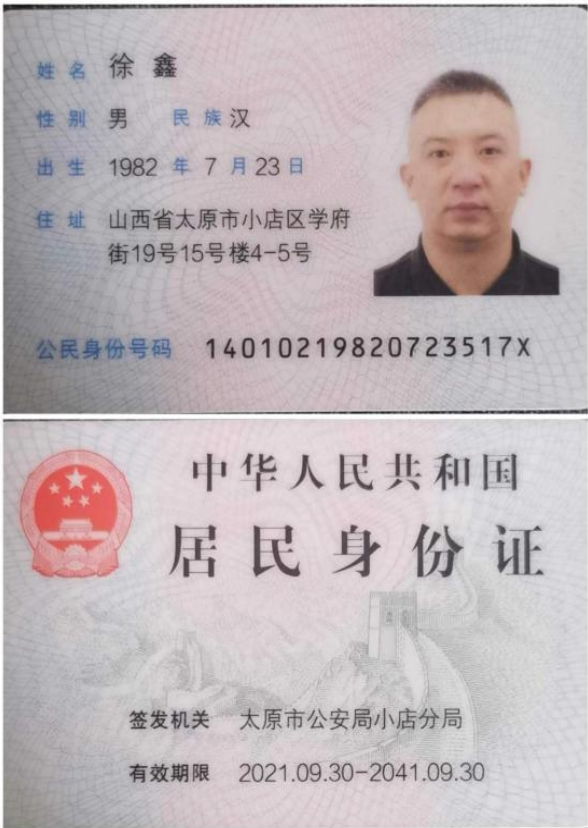 姓名 徐鑫
性别 男 民族 汉
出生 1982 年 7 月 23 日
住址 山西省太原市小店区学府
街19号15号楼4-5号
公民身份号码 14010219820723517X
中华人民共和国
居民身份证
签发机关 太原市公安局小店分局
有效期限 2021.09.30-2041.09.30